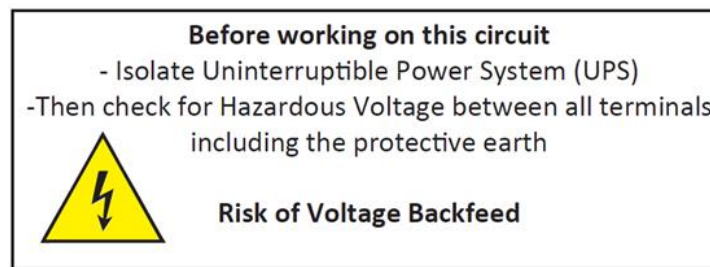 Before working on this circuit
- Isolate Uninterruptible Power System (UPS)
-Then check for Hazardous Voltage between all terminals
including the protective earth
Risk of Voltage Backfeed